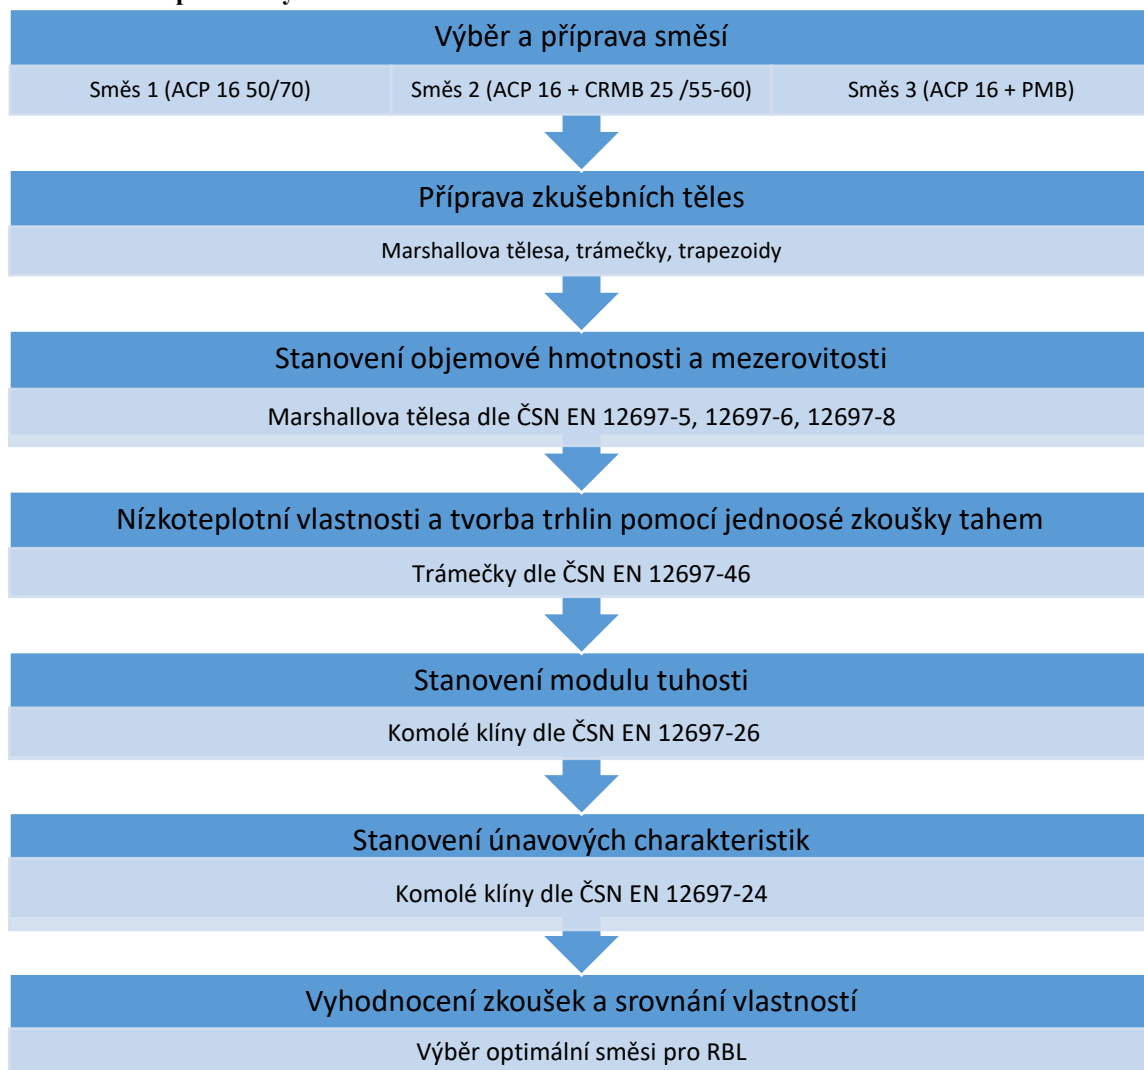 Výběr a příprava směsí
Směs 1 (ACP 16 50/70)
Směs 2 (ACP 16 + CRMB 25 /55-60)
Směs 3 (ACP 16 + PMB)
Příprava zkušebních těles
Marshallova tělesa, trámečky, trapezoidy
Stanovení objemové hmotnosti a mezerovitosti
Marshallova tělesa dle ČSN EN 12697-5, 12697-6, 12697-8
Nízkoteplotní vlastnosti a tvorba trhlin pomocí jednoosé zkoušky tahem
Trámečky dle ČSN EN 12697-46
Stanovení modulu tuhosti
Komolé klíny dle ČSN EN 12697-26
Stanovení únavových charakteristik
Komolé klíny dle ČSN EN 12697-24
Vyhodnocení zkoušek a srovnání vlastností
Výběr optimální směsi pro RBL